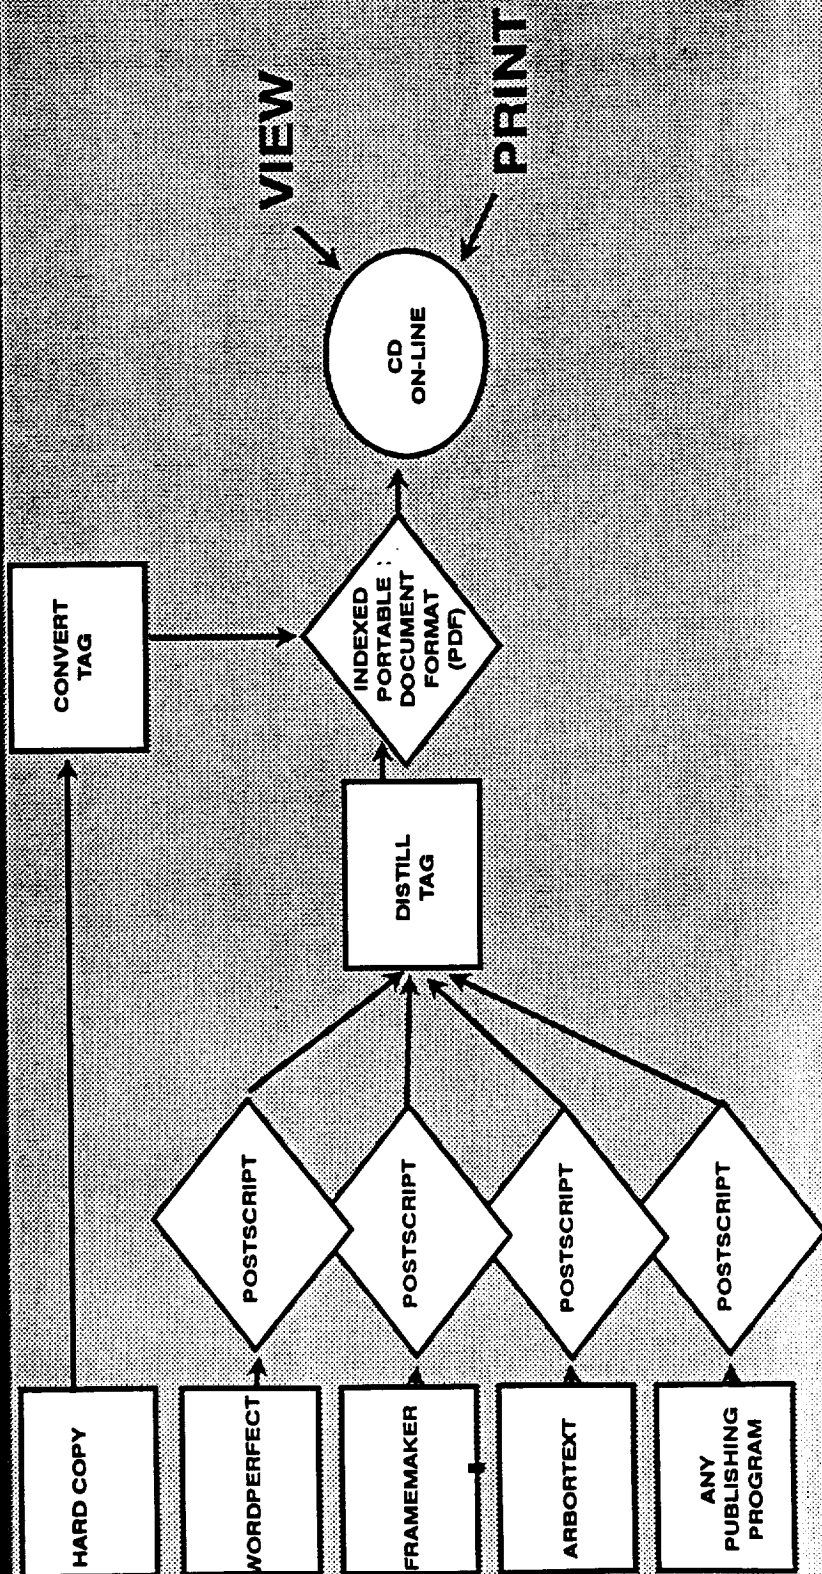 HARD COPY
WORDPERFECT
FRAMEMAKER
ARBORTEXT
ANY
PUBLISHING
PROGRAM
POSTSCRIPT
POSTSCRIPT
POSTSCRIPT
POSTSCRIPT
DISTILL
TAG
CONVERT
TAG
INDEXED
PORTABLE
DOCUMENT
FORMAT
(PDF)
CD
ON-LINE
VIEW
PRINT